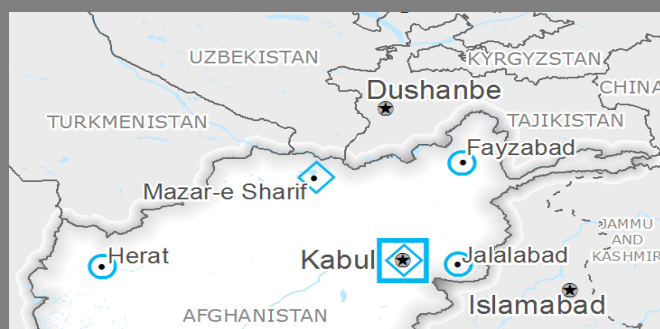 UZBEKISTAN
KYRGYZSTAN
Dushanbe
CHINA
TURKMENISTAN
TAJIKISTAN
Fayzabad
Mazar-e Sharif
JAMMU
AND
KASHMIR
Herat
Kabul
Jalalabad
Islamabad
AFGHANISTAN